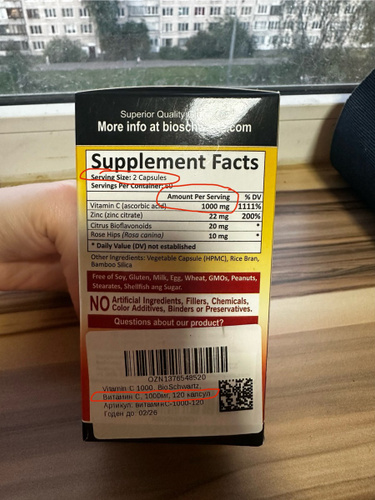 Superior Quality
More info at bioschwartz.com
Supplement Facts
Serving Size: 2 Capsules
Servings Per Container: 60
Amount Per Serving % DV
Vitamin C (ascorbic acid) 1000 mg 1111%
Zinc (zinc citrate) 22 mg 200%
Citrus Bioflavonoids 20 mg *
Rose Hips (Rosa canina) 10 mg *
* Daily Value (DV) not established
Other Ingredients: Vegetable Capsule (HPMC), Rice Bran,
Bamboo Silica
Free of Soy, Gluten, Milk, Egg, Wheat, GMOs, Peanuts,
Stearates, Shellfish ang Sugar.
NO Artificial Ingredients, Fillers, Chemicals,
Color Additives, Binders or Preservatives.
Questions about our product?
OZN1378548520
Vitamin C 1000, BioSchwartz,
Витамин С, 1000мг, 120 капсул
Артикул: витаминС-1000-120
Годен до: 02/26